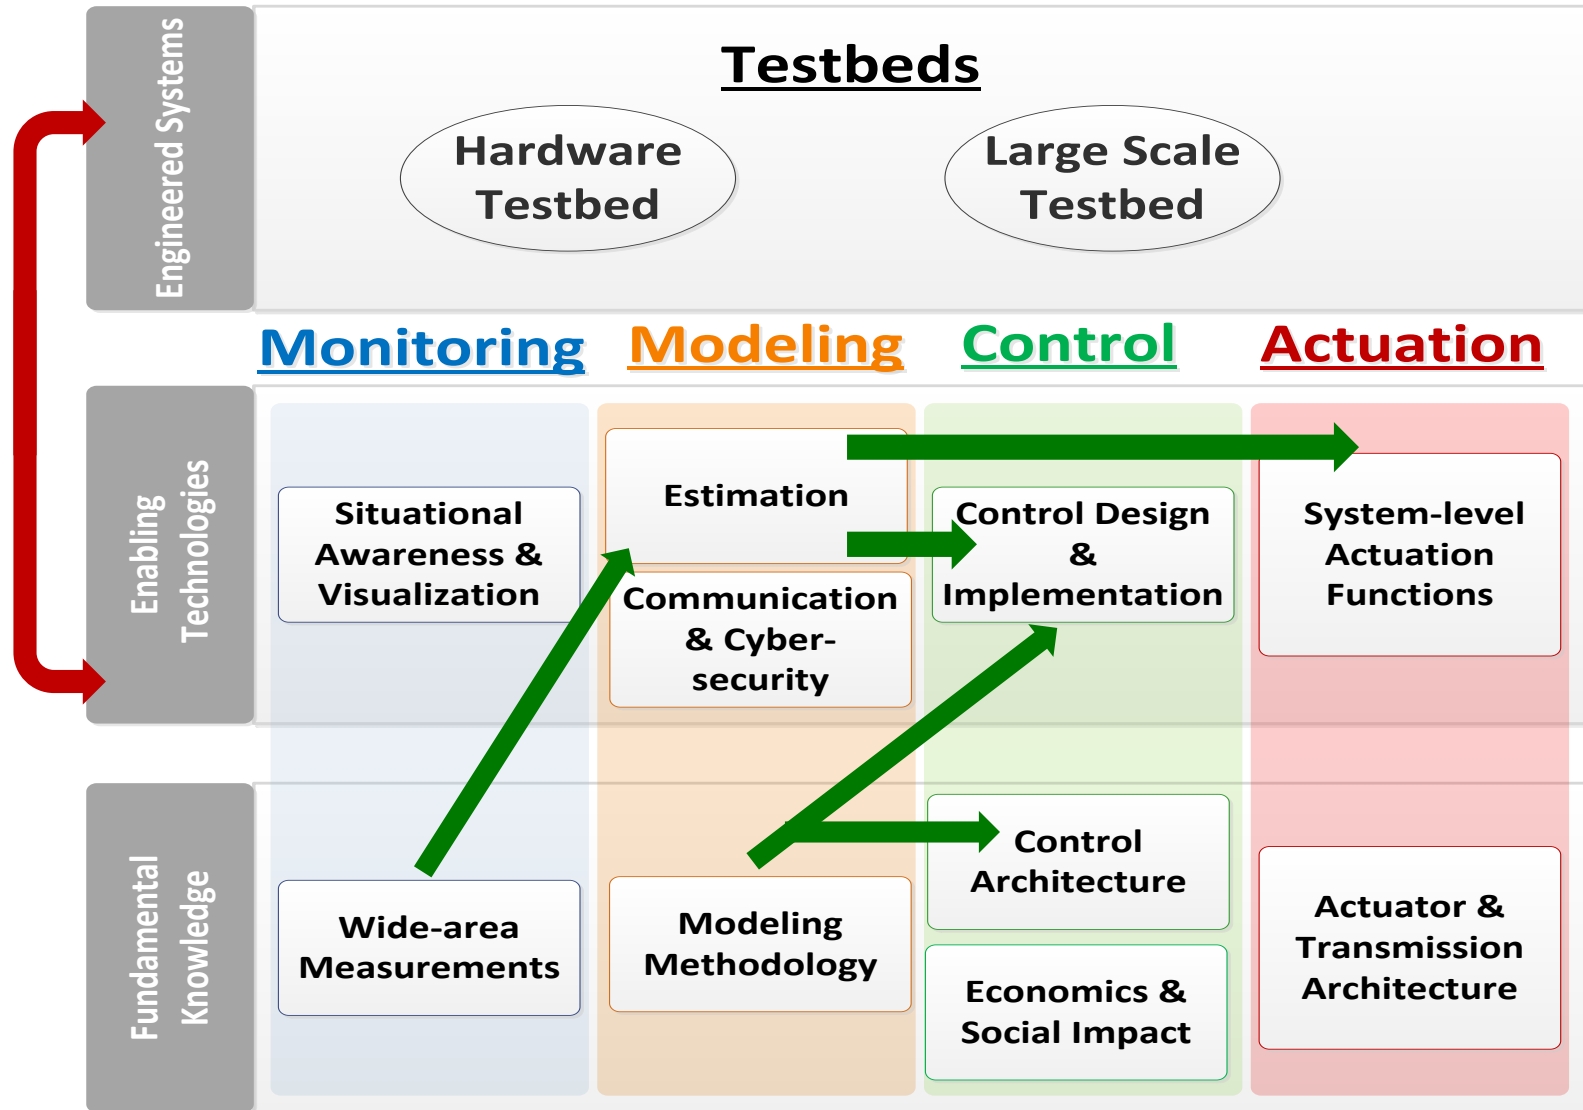 Engineered Systems
Testbeds
Hardware
Testbed
Large Scale
Testbed
Monitoring
Modeling
Control
Actuation
Enabling
Technologies
Situational
Awareness &
Visualization
Estimation
Communication
& Cyber-
security
Control Design
&
Implementation
System-level
Actuation
Functions
Fundamental
Knowledge
Wide-area
Measurements
Modeling
Methodology
Control
Architecture
Economics &
Social Impact
Actuator &
Transmission
Architecture